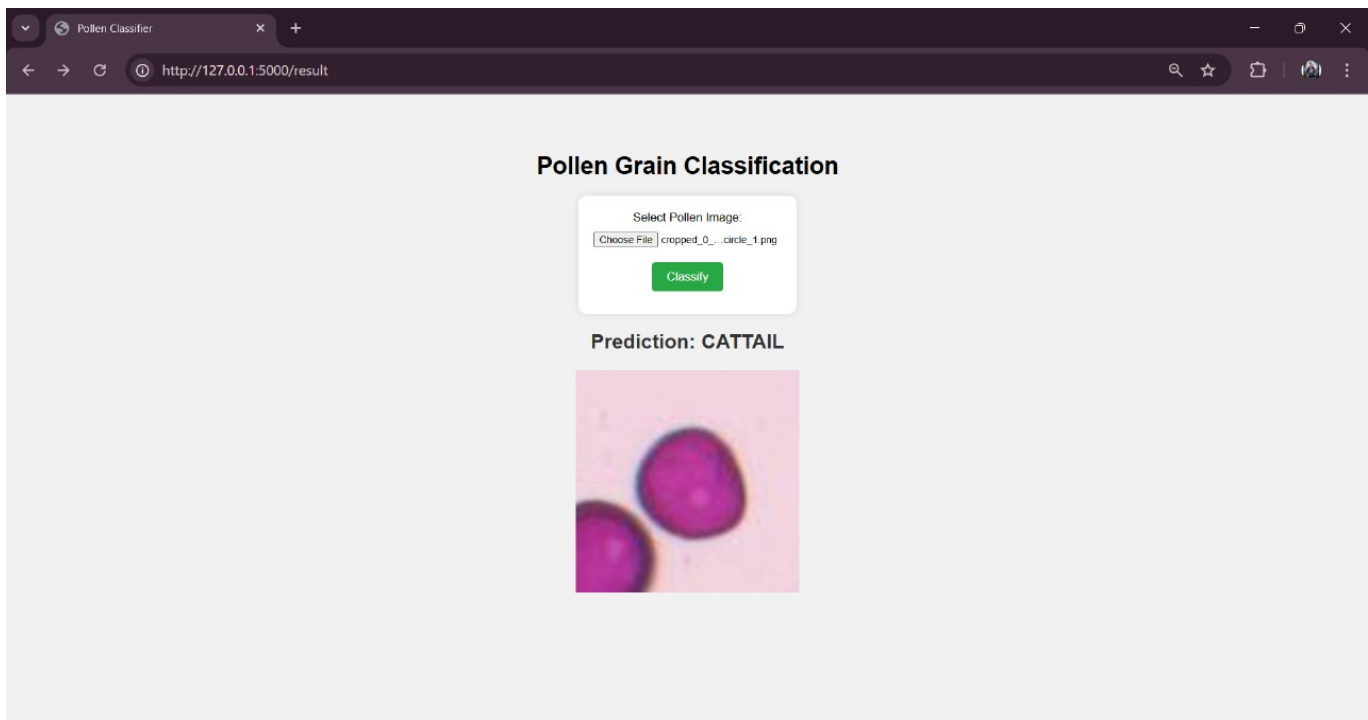 Pollen Classifier
http://127.0.0.1:5000/result
Pollen Grain Classification
Select Pollen Image:
Choose File cropped_0_...circle_1.png
Classify
Prediction: CATTAIL